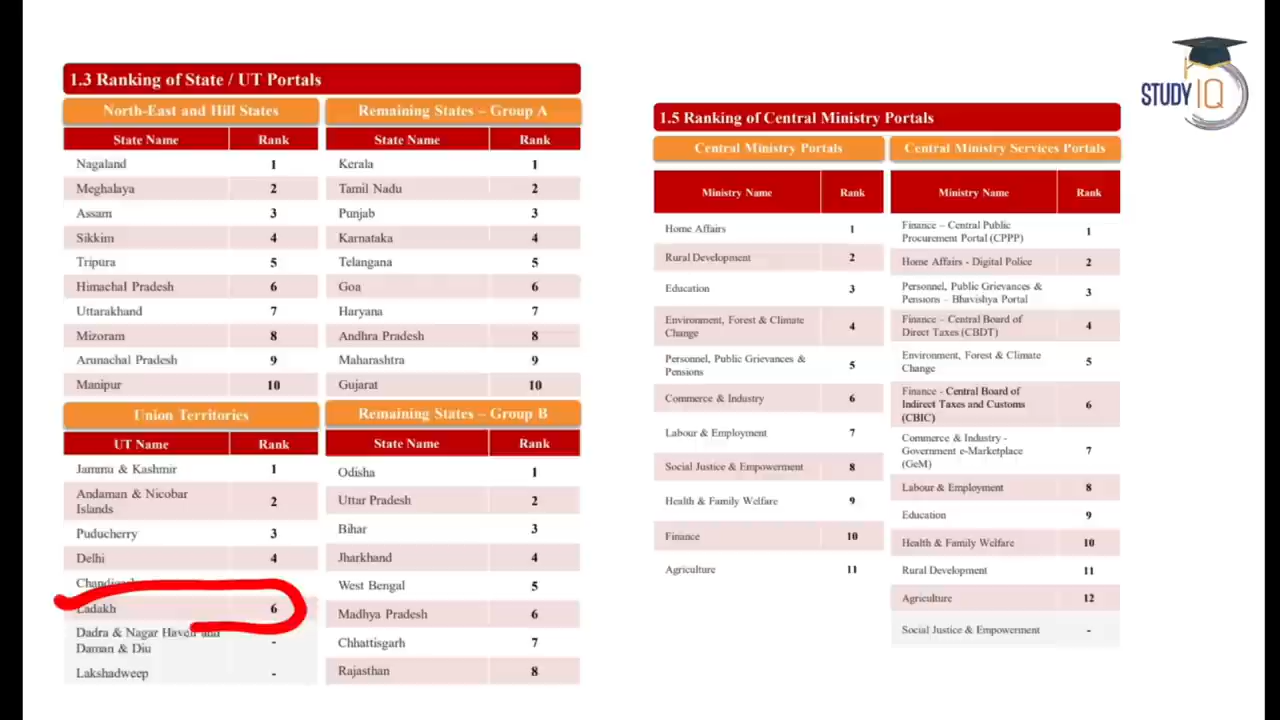 STUDY IQ
1.3 Ranking of State / UT Portals
North-East and Hill States
State Name Rank
Nagaland 1
Meghalaya 2
Assam 3
Sikkim 4
Tripura 5
Himachal Pradesh 6
Uttarakhand 7
Mizoram 8
Arunachal Pradesh 9
Manipur 10
Remaining States – Group A
State Name Rank
Kerala 1
Tamil Nadu 2
Punjab 3
Karnataka 4
Telangana 5
Goa 6
Haryana 7
Andhra Pradesh 8
Maharashtra 9
Gujarat 10
Union Territories
UT Name Rank
Jammu & Kashmir 1
Andaman & Nicobar
Islands 2
Puducherry 3
Delhi 4
Ladakh 6
Dadra & Nagar Haveli and
Daman & Diu -
Lakshadweep -
Remaining States – Group B
State Name Rank
Odisha 1
Uttar Pradesh 2
Bihar 3
Jharkhand 4
West Bengal 5
Madhya Pradesh 6
Chhattisgarh 7
Rajasthan 8
1.5 Ranking of Central Ministry Portals
Central Ministry Portals
Ministry Name Rank
Home Affairs 1
Rural Development 2
Education 3
Environment, Forest & Climate
Change 4
Personnel, Public Grievances &
Pensions 5
Commerce & Industry 6
Labour & Employment 7
Social Justice & Empowerment 8
Health & Family Welfare 9
Finance 10
Agriculture 11
Central Ministry Services Portals
Ministry Name Rank
Finance – Central Public
Procurement Portal (CPPP) 1
Home Affairs - Digital Police 2
Personnel, Public Grievances &
Pensions – Bhavishya Portal 3
Finance – Central Board of
Direct Taxes (CBDT) 4
Environment, Forest & Climate
Change 5
Finance - Central Board of
Indirect Taxes and Customs
(CBIC) 6
Commerce & Industry -
Government e-Marketplace
(GeM) 7
Labour & Employment 8
Education 9
Health & Family Welfare 10
Rural Development 11
Agriculture 12
Social Justice & Empowerment -